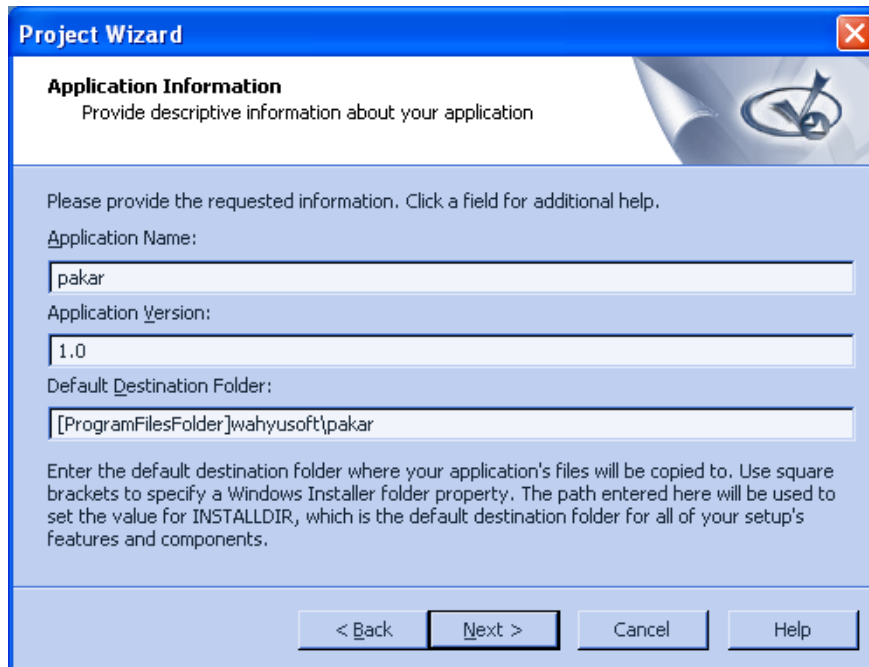 Project Wizard
Application Information
Provide descriptive information about your application
Please provide the requested information. Click a field for additional help.
Application Name:
pakar
Application Version:
1.0
Default Destination Folder:
[ProgramFilesFolder]wahyusoft\pakar
Enter the default destination folder where your application's files will be copied to. Use square
brackets to specify a Windows Installer folder property. The path entered here will be used to
set the value for INSTALLDIR, which is the default destination folder for all of your setup's
features and components.
< Back Next > Cancel Help